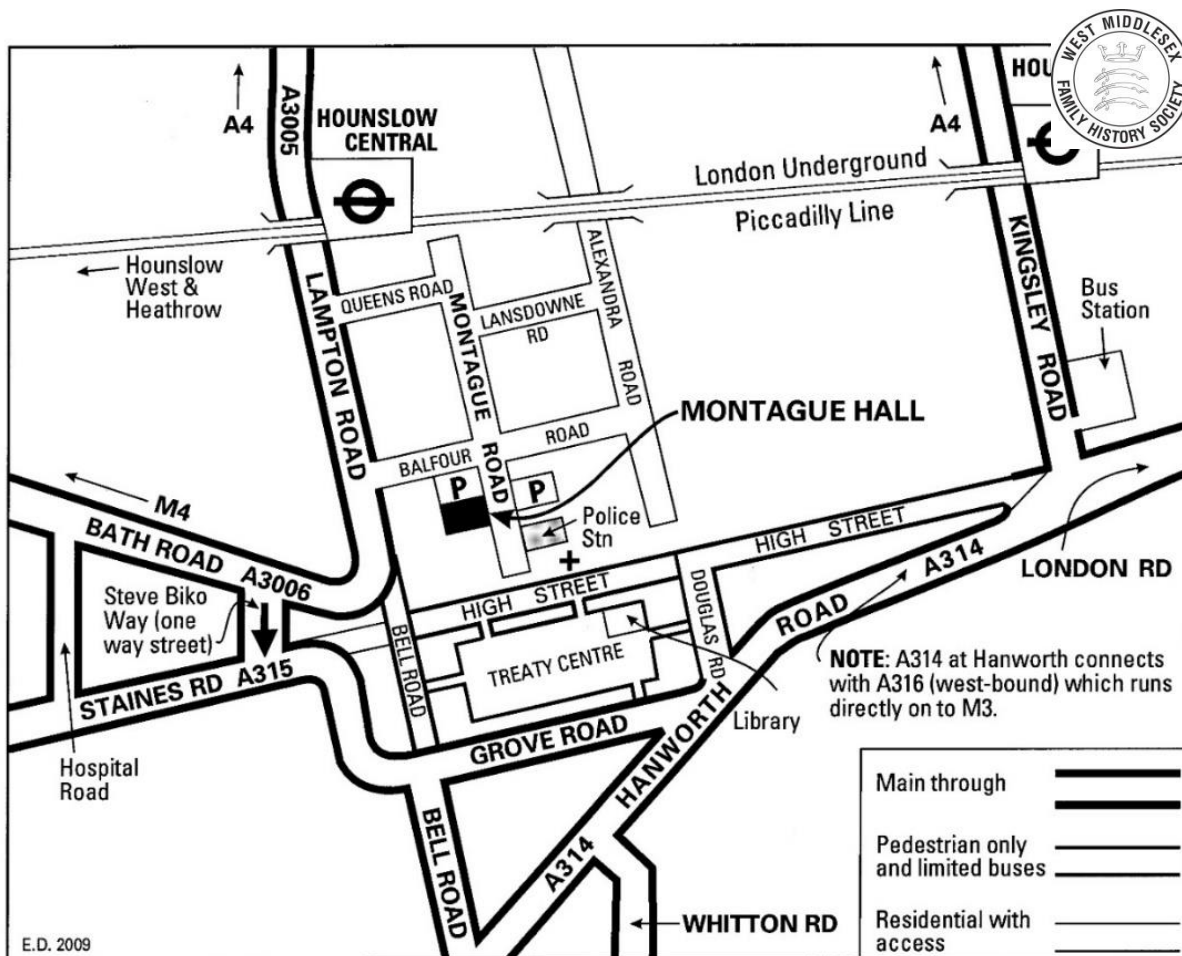 WEST MIDDLESEX
FAMILY HISTORY SOCIETY
A4
A3005
HOUNSLOW
CENTRAL
A4
London Underground
Piccadilly Line
Hounslow
West &
Heathrow
LAMPTON ROAD
QUEENS ROAD
MONTAGUE ROAD
LANSDOWNE
RD
ALEXANDRA ROAD
KINGSLEY ROAD
Bus
Station
MONTAGUE HALL
BALFOUR ROAD
P
P
Police
Stn
M4
BATH ROAD A3006
HIGH STREET
HIGH STREET
A314
LONDON RD
Steve Biko
Way (one
way street)
BELL ROAD
DOUGLAS RD
TREATY CENTRE
HANWORTH ROAD
STAINES RD A315
NOTE: A314 at Hanworth connects
with A316 (west-bound) which runs
directly on to M3.
Library
GROVE ROAD
Hospital
Road
BELL ROAD
A314
WHITTON RD
Main through
Pedestrian only
and limited buses
Residential with
access
E.D. 2009